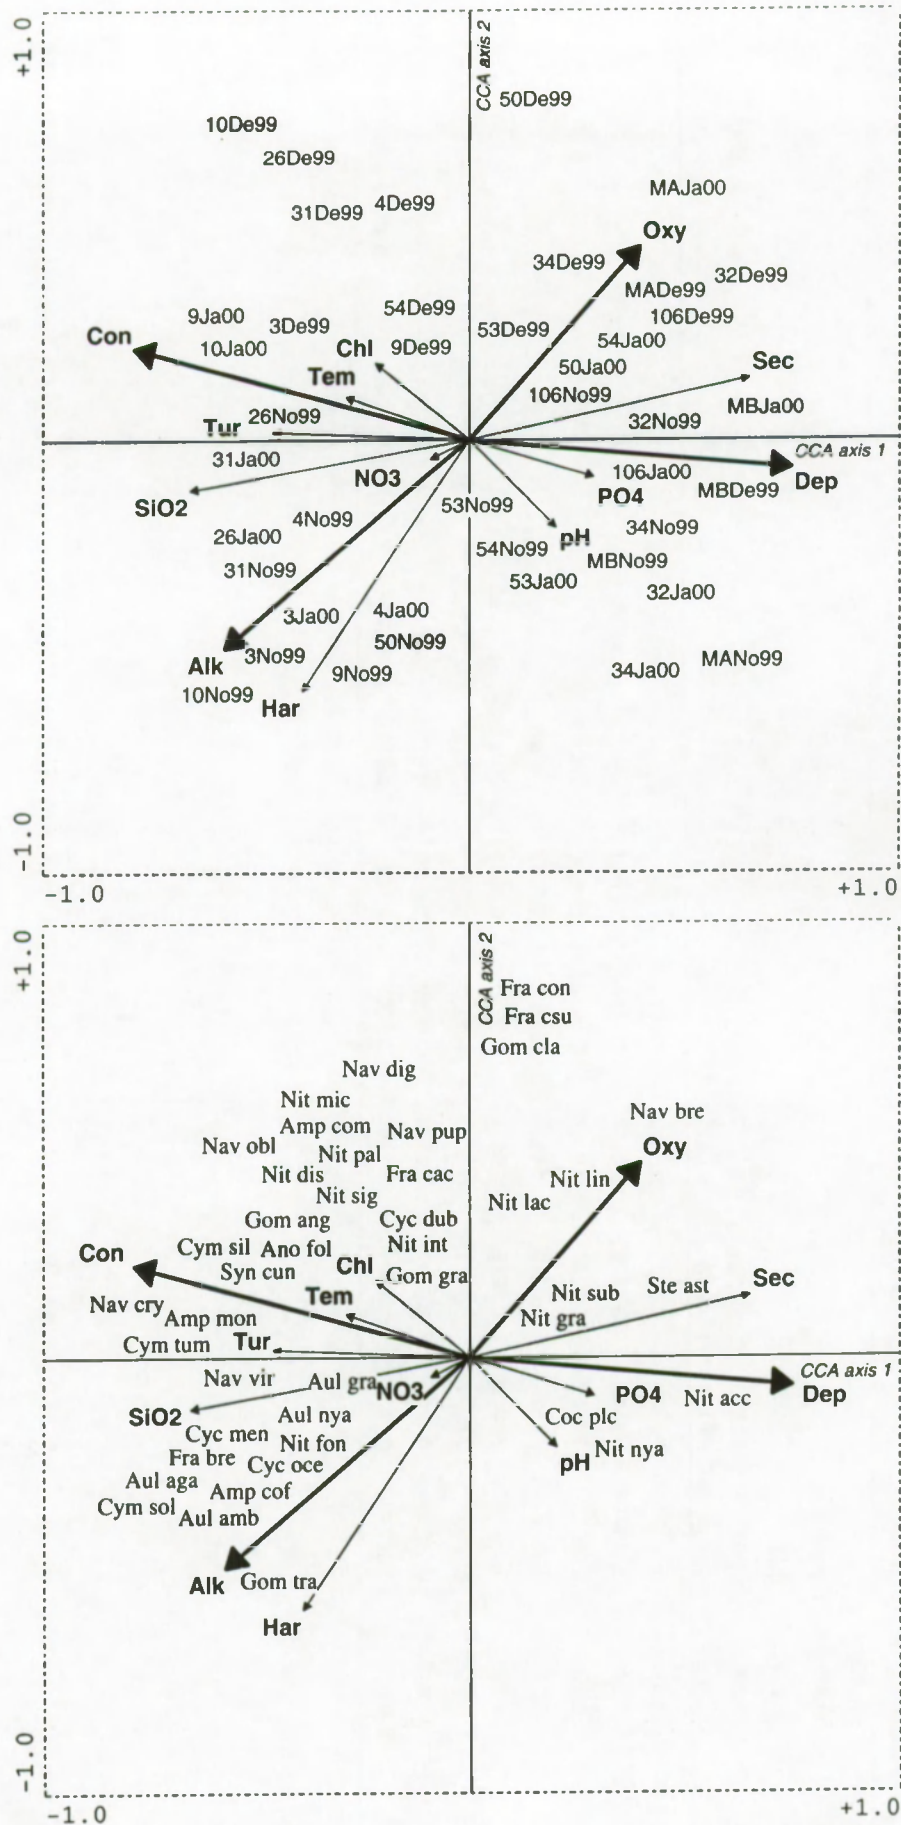 +1.0
CCA axis 2
50De99
10De99
26De99
MAJa00
31De99 4De99
Oxy
34De99
32De99
MADe99
54De99
106De99
9Ja00
3De99
53De99
54Ja00
Con
10Ja00
Chl
9De99
50Ja00
Sec
Tem
106No99
MBJa00
26No99
32No99
Tur
CCA axis 1
31Ja00
NO3
106Ja00
Dep
SiO2
53No99
PO4
MBDe99
4No99
34No99
26Ja00
pH
54No99
MBNo99
31No99
53Ja00
32Ja00
3Ja00
4Ja00
50No99
Alk
3No99
9No99
34Ja00
MANo99
10No99
Har
-1.0
-1.0
+1.0
+1.0
CCA axis 2
Fra con
Fra csu
Gom cla
Nav dig
Nit mic
Nav bre
Amp com
Nav pup
Nav obl
Nit pal
Oxy
Nit dis
Fra cac
Nit lin
Nit sig
Nit lac
Gom ang
Cyc dub
Con
Cym sil
Ano fol
Nit int
Syn cun
Chl
Gom gra
Sec
Nit sub
Ste ast
Nav cry
Tem
Amp mon
Nit gra
Cym tum
Tur
CCA axis 1
Nav vir
Aul gra
NO3
PO4
Nit acc
Dep
SiO2
Aul nya
Coc plc
Cyc men
Nit fon
Nit nya
Fra bre
Cyc oce
pH
Aul aga
Amp cof
Cym sol
Aul amb
Alk
Gom tra
Har
-1.0
-1.0
+1.0